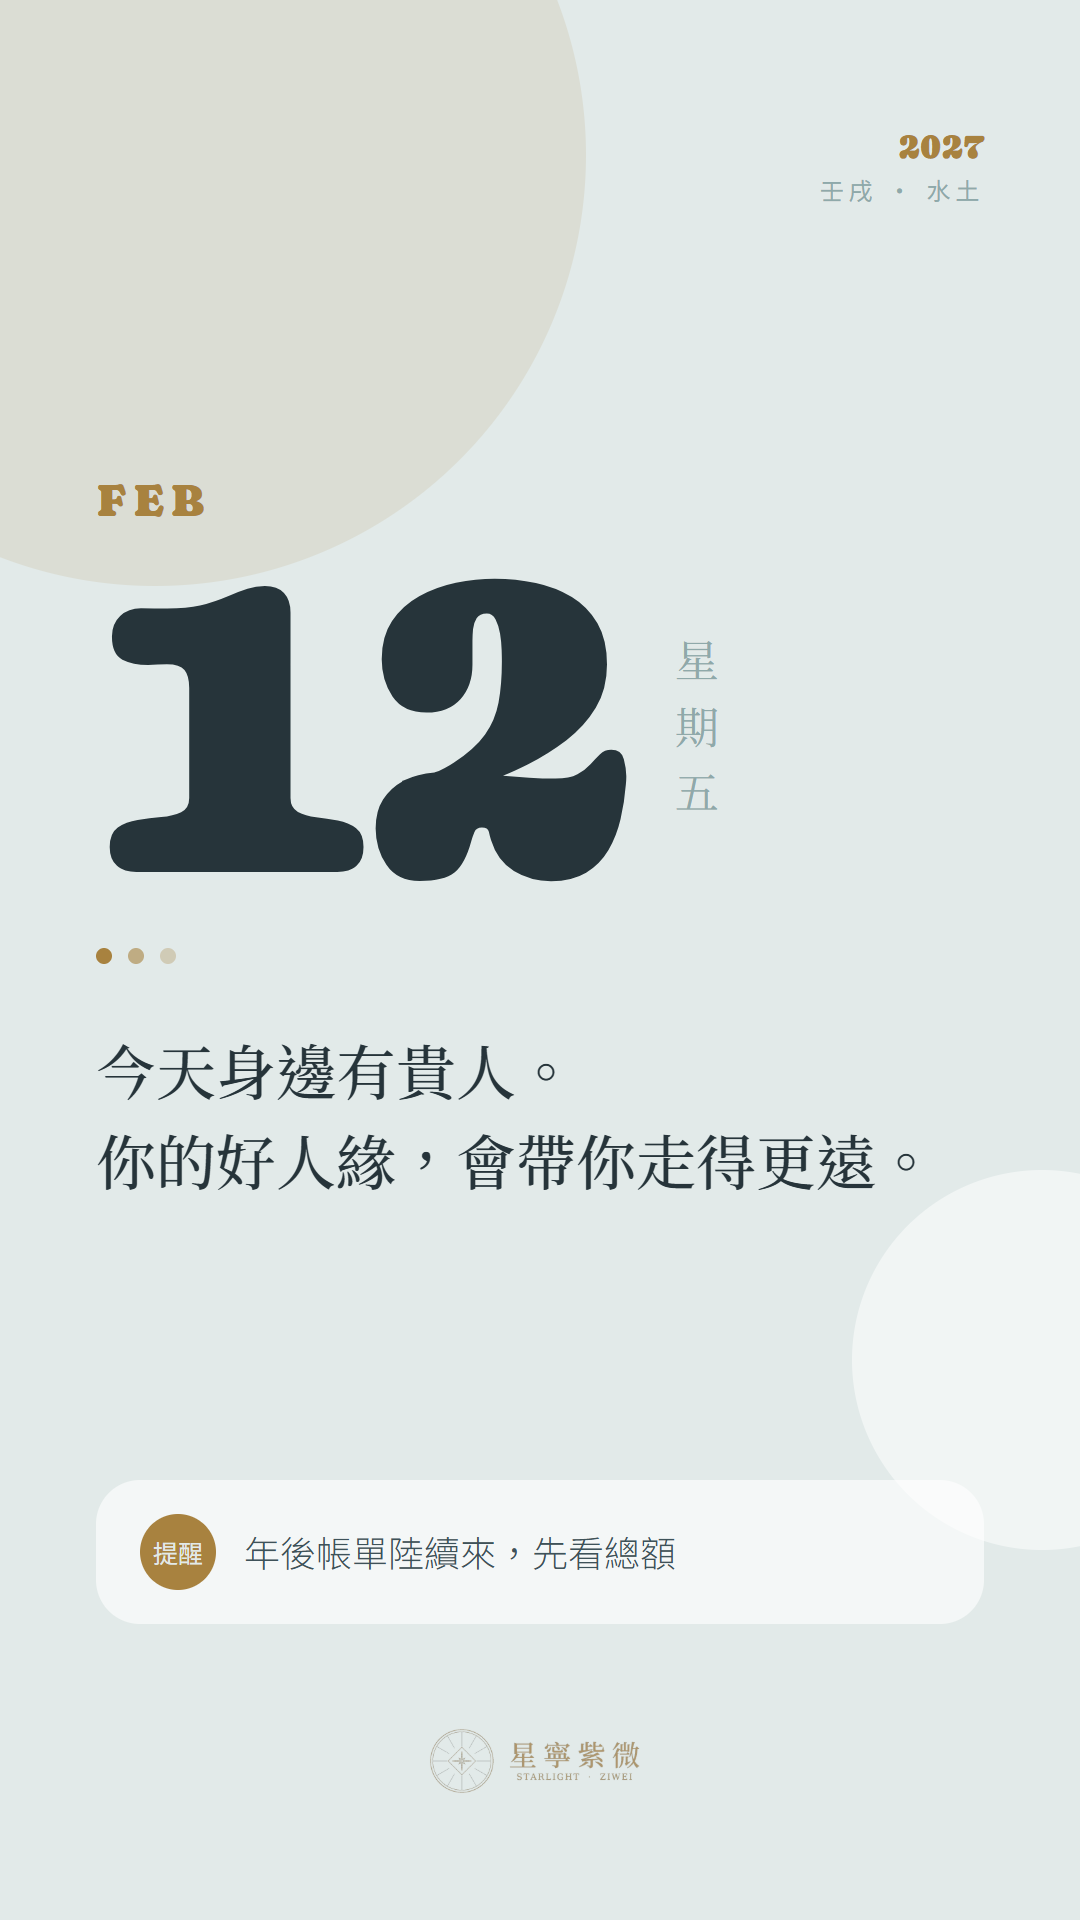 2027
壬戌 · 水土
FEB
12
星期五
今天身邊有貴人。
你的好人緣，會帶你走得更遠。
提醒
年後帳單陸續來，先看總額
星寧紫微
STARLIGHT · ZIWEI